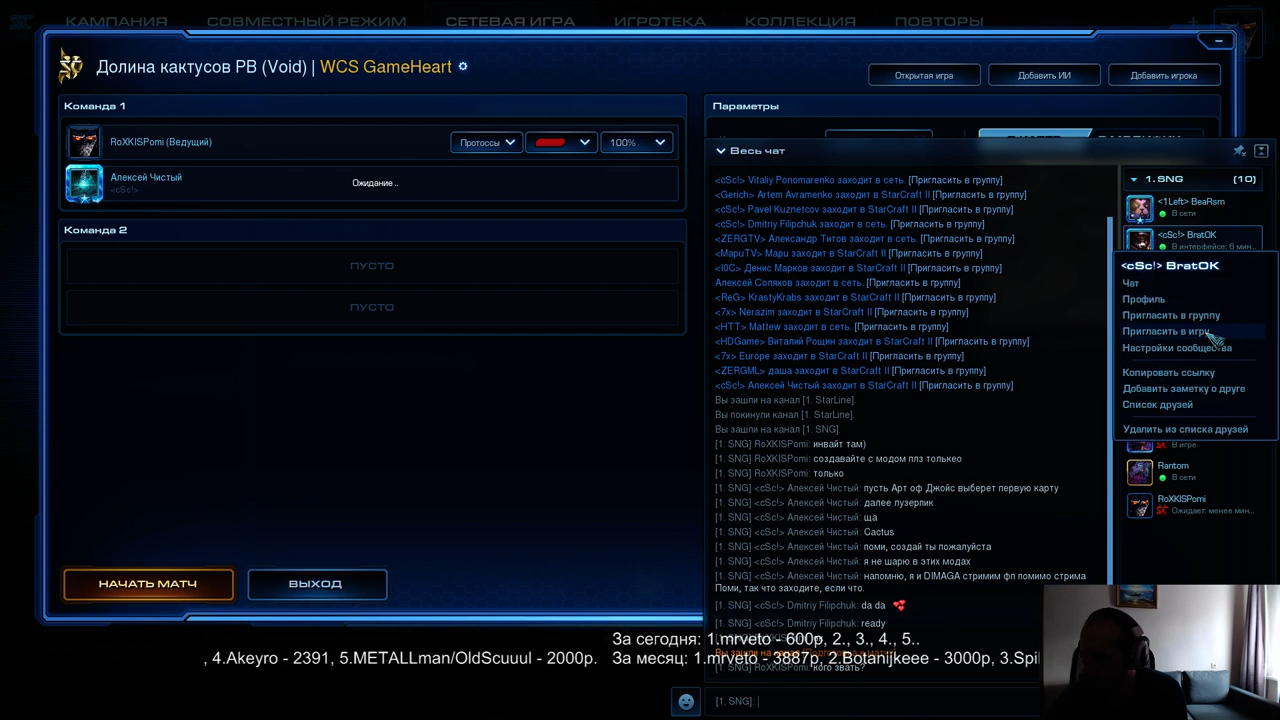 КАМПАНИЯ СОВМЕСТНЫЙ РЕЖИМ СЕТЕВАЯ ИГРА ИГРОТЕКА КОЛЛЕКЦИЯ ПОВТОРЫ
Долина кактусов РВ (Void) | WCS GameHeart
Открытая игра
Добавить ИИ
Добавить игрока
Команда 1
RoXKISPomi (Ведущий)
Протоссы
100%
Алексей Чистый
<cSc!>
Ожидание ..
Команда 2
ПУСТО
ПУСТО
НАЧАТЬ МАТЧ
ВЫХОД
Параметры
Весь чат
<cSc!> Vitaliy Ponomarenko заходит в сеть. [Пригласить в группу]
<Gerich> Artem Avramenko заходит в StarCraft II [Пригласить в группу]
<cSc!> Pavel Kuznetcov заходит в StarCraft II [Пригласить в группу]
<cSc!> Dmitriy Filipchuk заходит в сеть. [Пригласить в группу]
<ZERGTV> Александр Титов заходит в сеть. [Пригласить в группу]
<MapuTV> Mapu заходит в StarCraft II [Пригласить в группу]
<I0C> Денис Марков заходит в StarCraft II [Пригласить в группу]
Алексей Соляков заходит в сеть. [Пригласить в группу]
<ReG> KrastyKrabs заходит в StarCraft II [Пригласить в группу]
<7x> Nerazim заходит в StarCraft II [Пригласить в группу]
<HTT> Mattew заходит в сеть. [Пригласить в группу]
<HDGame> Виталий Рощин заходит в StarCraft II [Пригласить в группу]
<7x> Europe заходит в StarCraft II [Пригласить в группу]
<ZERGML> даша заходит в StarCraft II [Пригласить в группу]
<cSc!> Алексей Чистый заходит в StarCraft II [Пригласить в группу]
Вы зашли на канал [1. StarLine].
Вы покинули канал [1. StarLine].
Вы зашли на канал [1. SNG].
[1. SNG] RoXKISPomi: инвайт там)
[1. SNG] RoXKISPomi: создавайте с модом плз толькео
[1. SNG] RoXKISPomi: только
[1. SNG] <cSc!> Алексей Чистый: пусть Арт оф Джойс выберет первую карту
[1. SNG] <cSc!> Алексей Чистый: далее лузерпик
[1. SNG] <cSc!> Алексей Чистый: ща
[1. SNG] <cSc!> Алексей Чистый: Cactus
[1. SNG] <cSc!> Алексей Чистый: поми, создай ты пожалуйста
[1. SNG] <cSc!> Алексей Чистый: я не шарю в этих модах
[1. SNG] <cSc!> Алексей Чистый: напомню, я и DIMAGA стримим фп помимо стрима
Поми, так что заходите, если что.
[1. SNG] <cSc!> Dmitriy Filipchuk: da da
[1. SNG] <cSc!> Dmitriy Filipchuk: ready
[1. SNG] RoXKISPomi: кого звать?
[1. SNG]:
1. SNG (10)
<1Left> BeaRsm
В сети
<cSc!> BratOK
В интерфейсе: 6 мин...
<cSc!> BratOK
Чат
Профиль
Пригласить в группу
Пригласить в игру
Настройки сообщества
Копировать ссылку
Добавить заметку о друге
Список друзей
Удалить из списка друзей
В игре
Rantom
В сети
RoXKISPomi
Ожидает: менее мин...
За сегодня: 1.mrveto - 600р, 2., 3., 4., 5..
, 4.Akeyro - 2391, 5.METALLman/OldScuuul - 2000р. За месяц: 1.mrveto - 3887р, 2.Botanijkeee - 3000р, 3.Spi